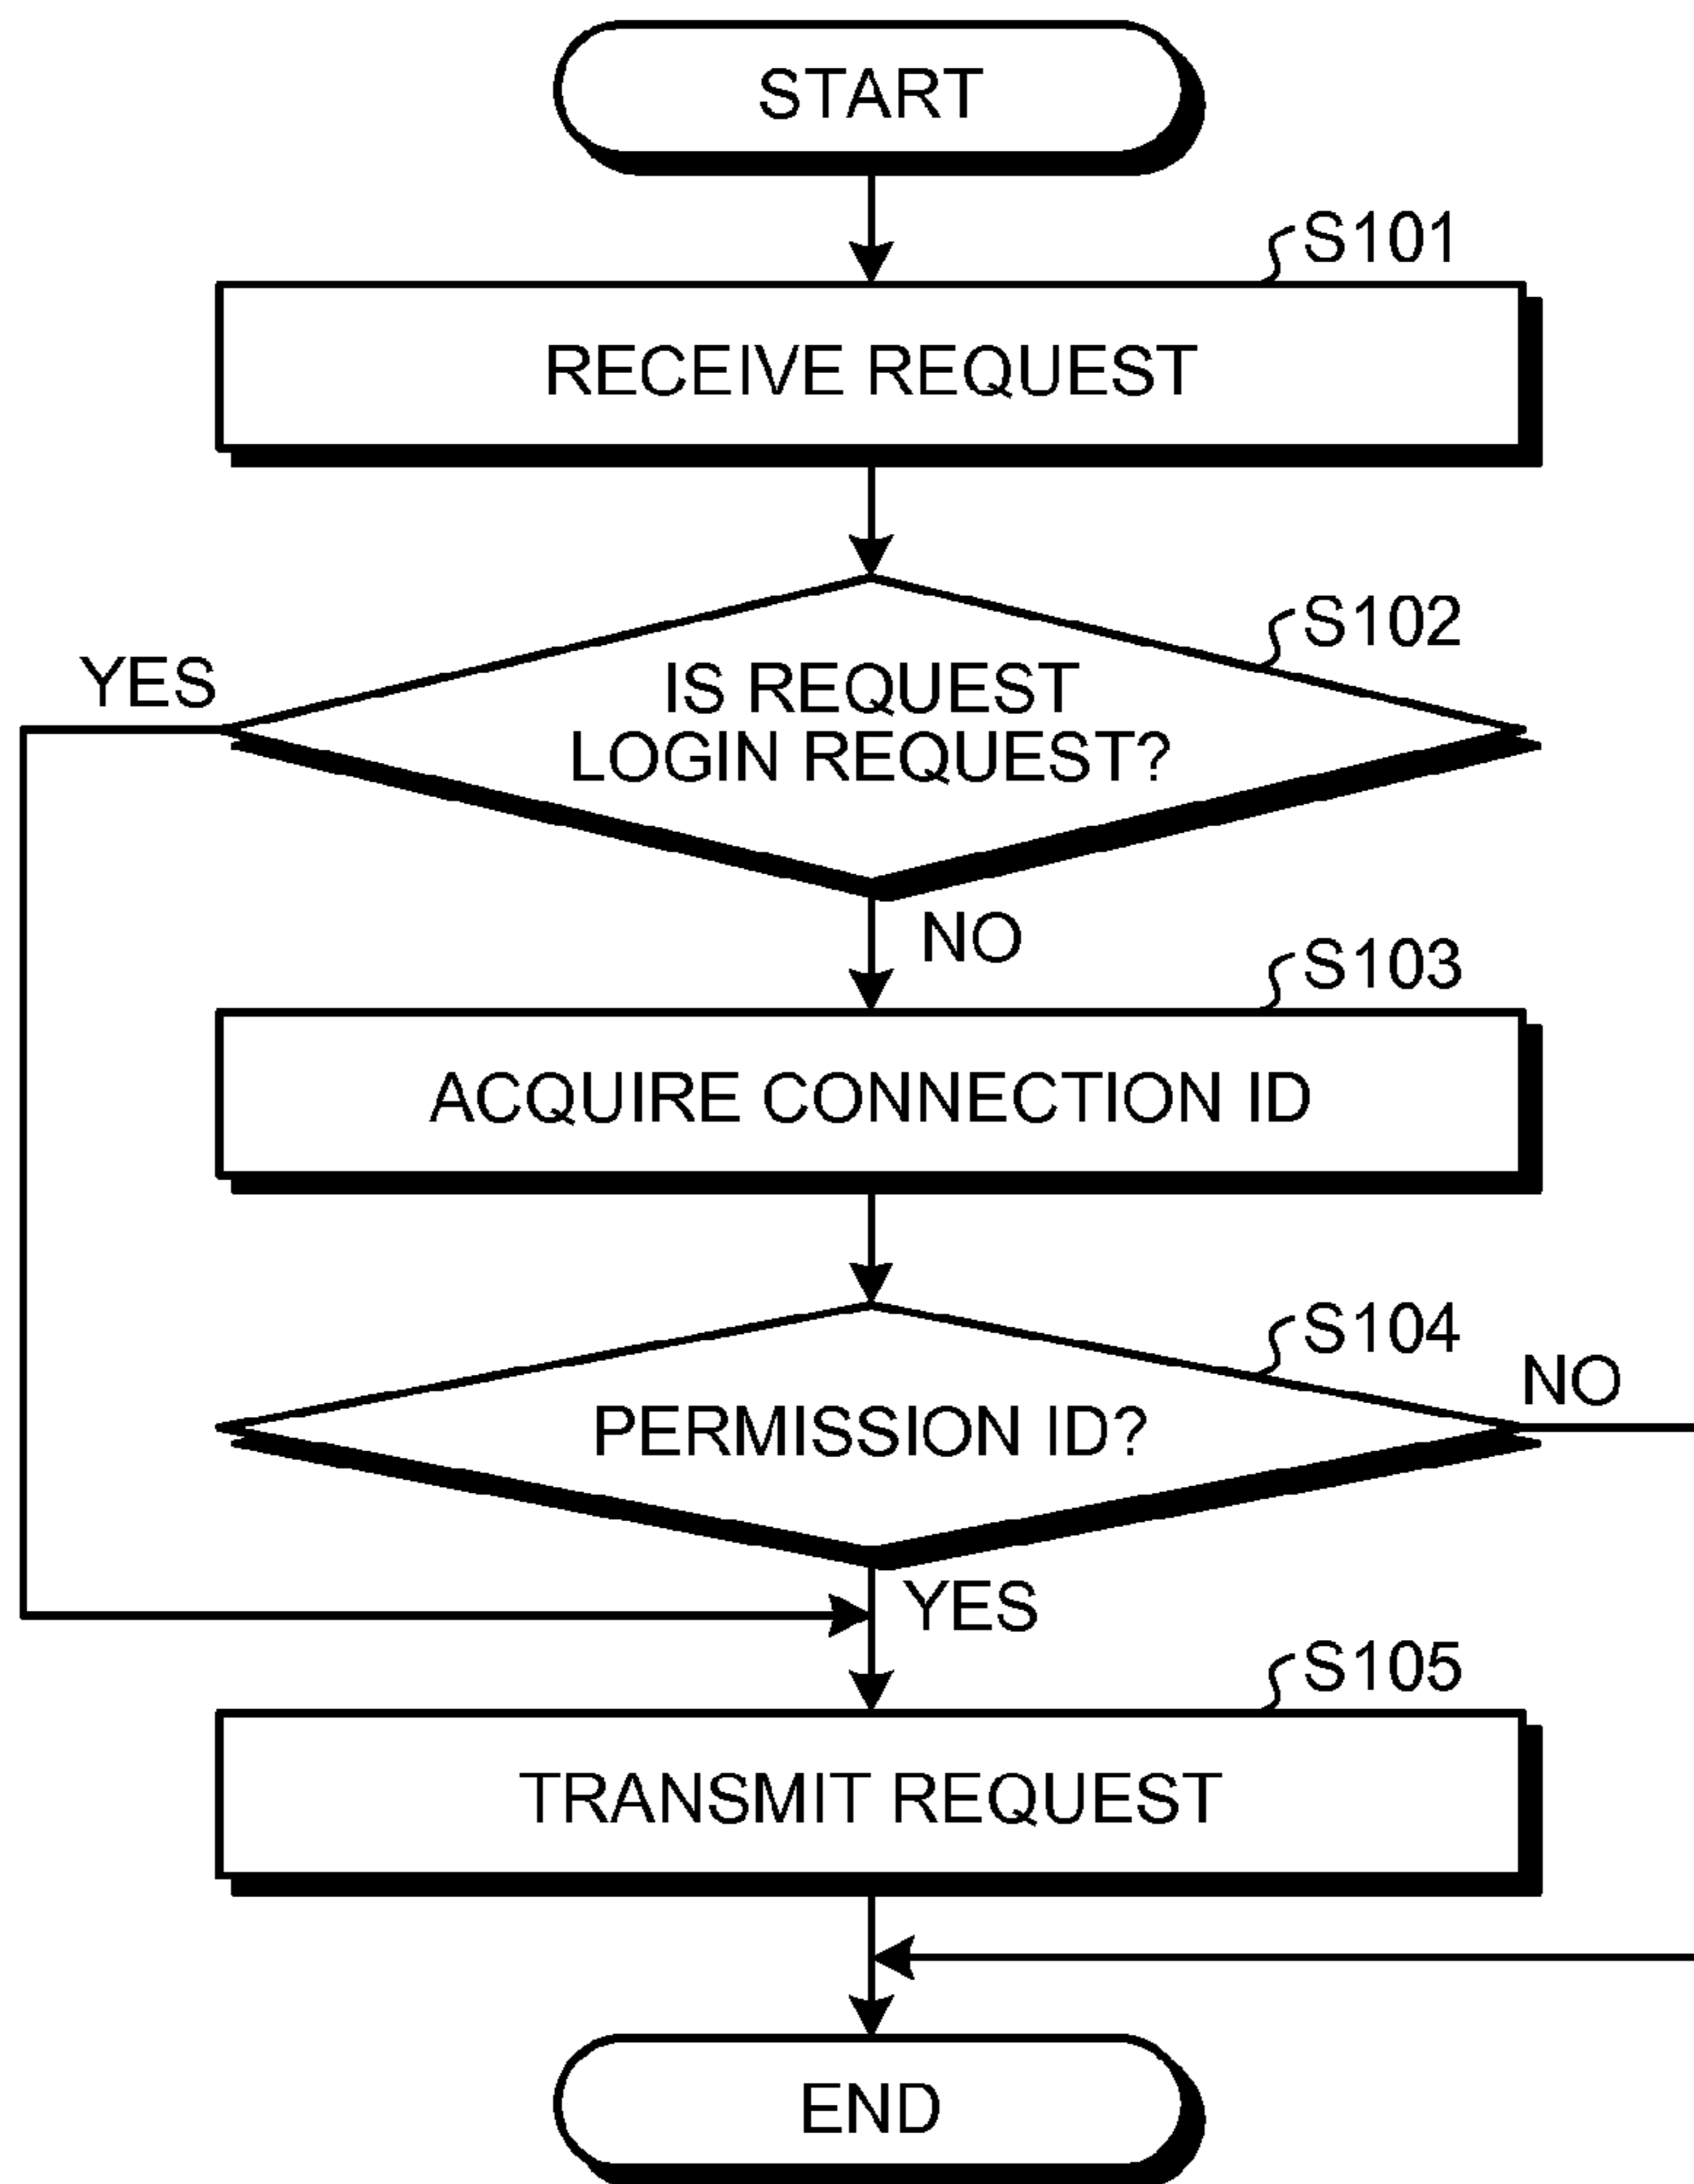 START
S101
RECEIVE REQUEST
S102
YES
IS REQUEST
LOGIN REQUEST?
NO
S103
ACQUIRE CONNECTION ID
S104
NO
PERMISSION ID?
YES
S105
TRANSMIT REQUEST
END